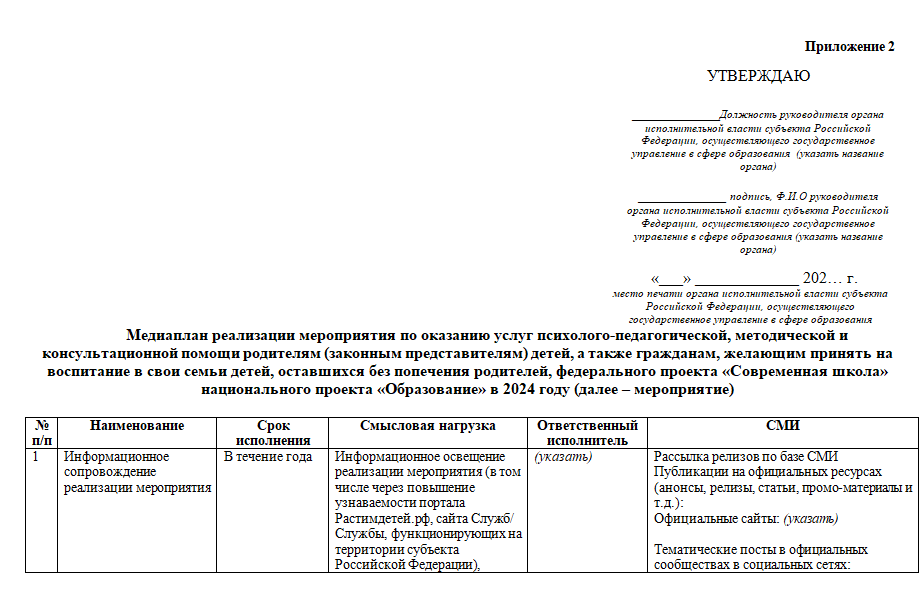 Приложение 2
УТВЕРЖДАЮ
________________Должность руководителя органа
исполнительной власти субъекта Российской
Федерации, осуществляющего государственное
управление в сфере образования (указать название
органа)
________________ подпись, Ф.И.О руководителя
органа исполнительной власти субъекта Российской
Федерации, осуществляющего государственное
управление в сфере образования (указать название
органа)
«___» _____________ 202… г.
место печати органа исполнительной власти субъекта
Российской Федерации, осуществляющего
государственное управление в сфере образования
Медиаплан реализации мероприятия по оказанию услуг психолого-педагогической, методической и
консультационной помощи родителям (законным представителям) детей, а также гражданам, желающим принять на
воспитание в свои семьи детей, оставшихся без попечения родителей, федерального проекта «Современная школа»
национального проекта «Образование» в 2024 году (далее – мероприятие)
№ п/п
Наименование
Срок исполнения
Смысловая нагрузка
Ответственный исполнитель
СМИ
1
Информационное
сопровождение
реализации мероприятия
В течение года
Информационное освещение
реализации мероприятия (в том
числе через повышение
узнаваемости портала
Растимдетей.рф, сайта Служб/
Службы, функционирующих на
территории субъекта
Российской Федерации),
(указать)
Рассылка релизов по базе СМИ
Публикации на официальных ресурсах
(анонсы, релизы, статьи, промо-материалы и
т.д.):
Официальные сайты: (указать)
Тематические посты в официальных
сообществах в социальных сетях: